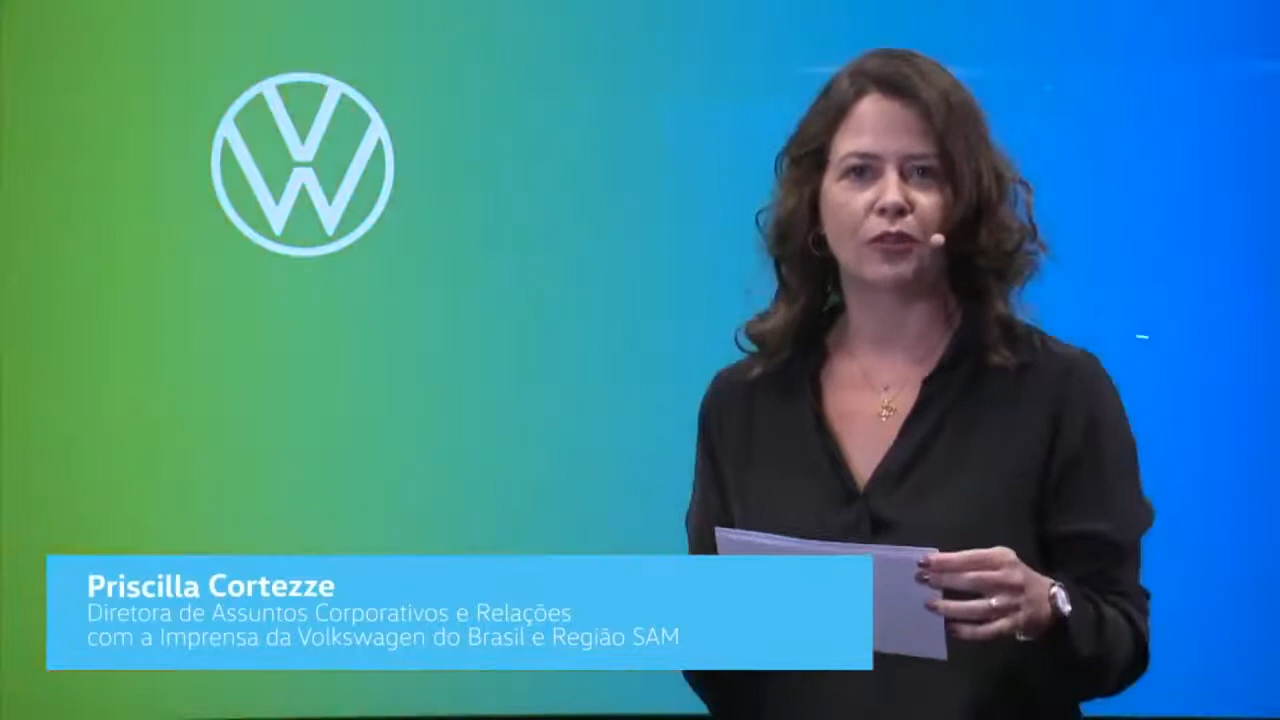 Priscilla Cortezze
Diretora de Assuntos Corporativos e Relações
com a Imprensa da Volkswagen do Brasil e Região SAM